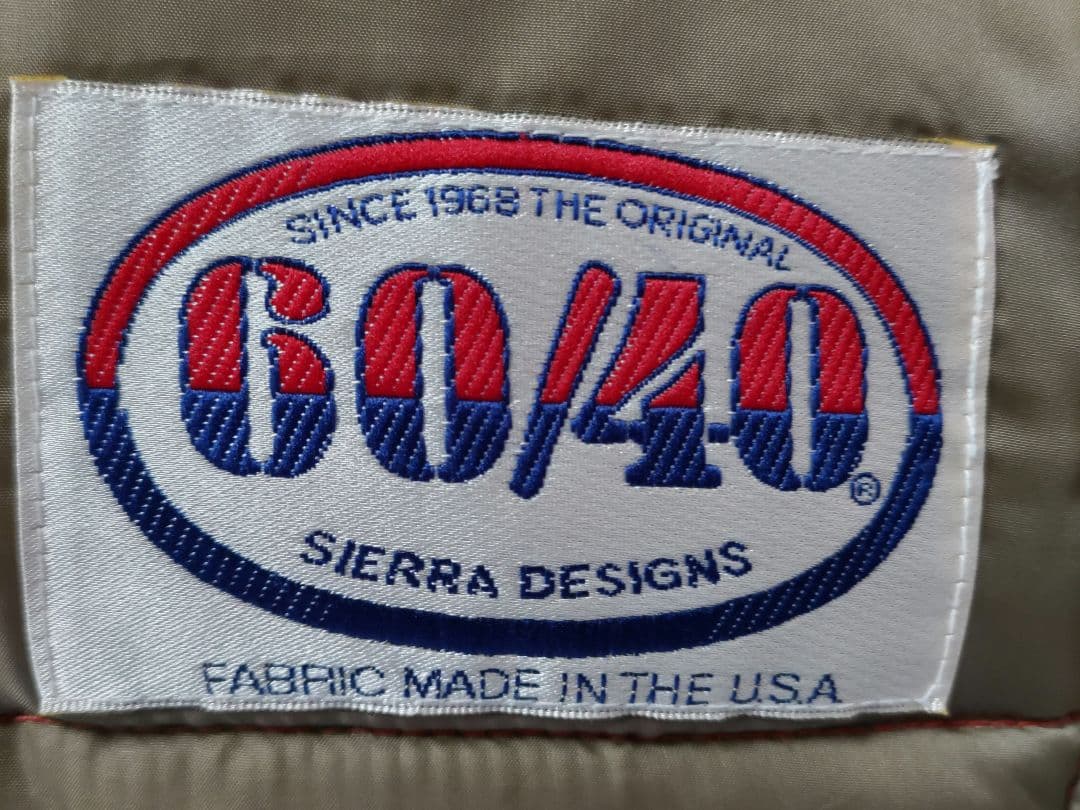 SINCE 1968 THE ORIGINAL
60/40®
SIERRA DESIGNS
FABRIC MADE IN THE U.S.A